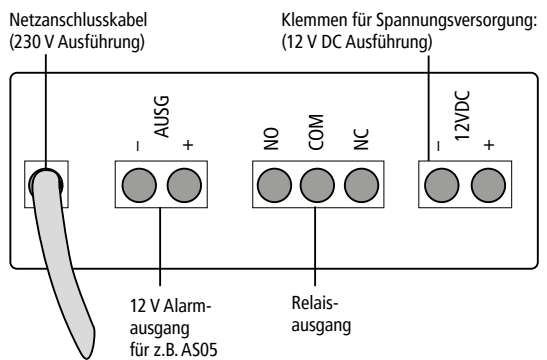 Netzanschlusskabel
(230 V Ausführung)
Klemmen für Spannungsversorgung:
(12 V DC Ausführung)
– AUSG +
NO COM NC
– 12VDC +
12 V Alarm-
ausgang
für z.B. AS05
Relais-
ausgang